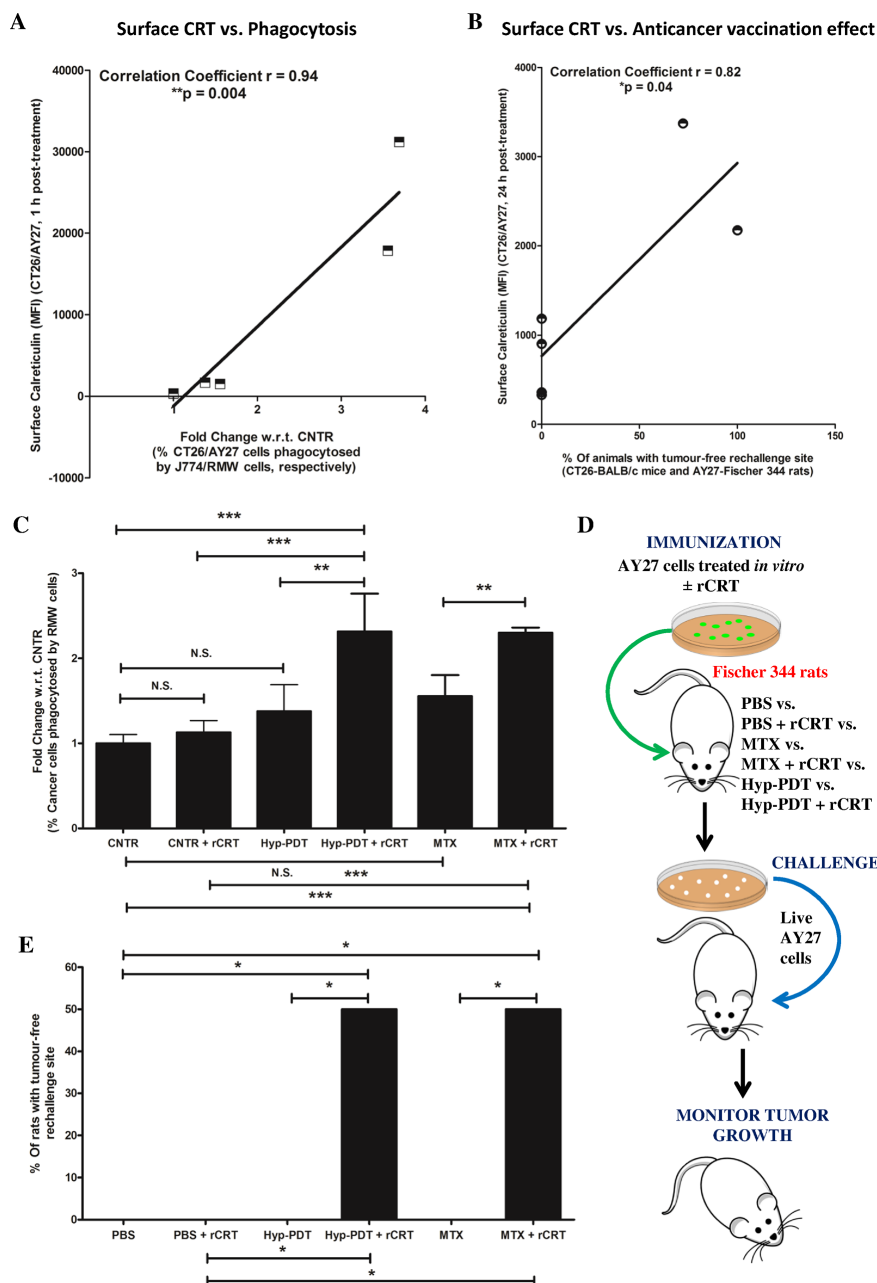 A
Surface CRT vs. Phagocytosis
Correlation Coefficient r = 0.94
**p = 0.004
Surface Calreticulin (MFI) (CT26/AY27, 1 h post-treatment)
40000
30000
20000
10000
0
-10000
1
2
3
4
Fold Change w.r.t. CNTR
(% CT26/AY27 cells phagocytosed
by J774/RMW cells, respectively)
B
Surface CRT vs. Anticancer vaccination effect
Correlation Coefficient r = 0.82
*p = 0.04
Surface Calreticulin (MFI) (CT26/AY27, 24 h post-treatment)
4000
3000
2000
1000
0
0
50
100
150
% Of animals with tumour-free rechallenge site
(CT26-BALB/c mice and AY27-Fischer 344 rats)
C
***
***
**
**
N.S.
N.S.
Fold Change w.r.t. CNTR
(% Cancer cells phagocytosed by RMW cells)
3
2
1
0
CNTR
CNTR + rCRT
Hyp-PDT
Hyp-PDT + rCRT
MTX
MTX + rCRT
N.S.
***
***
D
IMMUNIZATION
AY27 cells treated in vitro
± rCRT
Fischer 344 rats
PBS vs.
PBS + rCRT vs.
MTX vs.
MTX + rCRT vs.
Hyp-PDT vs.
Hyp-PDT + rCRT
CHALLENGE
Live
AY27
cells
MONITOR TUMOR
GROWTH
E
*
*
*
*
% Of rats with tumour-free
rechallenge site
60
50
40
30
20
10
0
PBS
PBS + rCRT
Hyp-PDT
Hyp-PDT + rCRT
MTX
MTX + rCRT
*
*